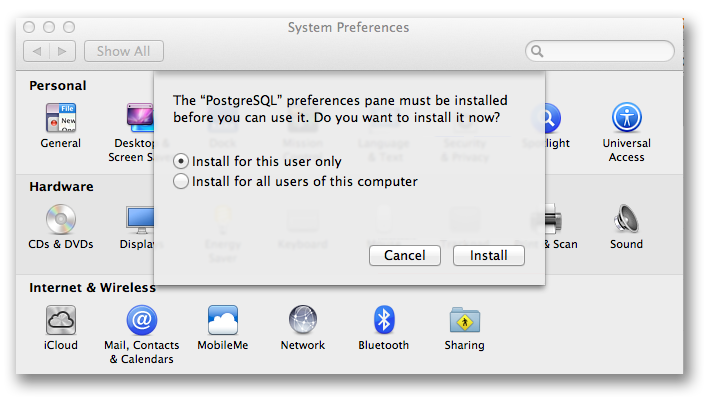 System Preferences
Show All
Personal
The “PostgreSQL” preferences pane must be installed
before you can use it. Do you want to install it now?
File
New
One
General
Desktop &
Screen Saver
Dock
Mission
Language
& Text
Security
& Privacy
Spotlight
Universal
Access
Install for this user only
Install for all users of this computer
Hardware
CDs & DVDs
Displays
Energy
Saver
Keyboard
& Scan
Sound
Cancel
Install
Internet & Wireless
iCloud
Mail, Contacts
& Calendars
MobileMe
Network
Bluetooth
Sharing